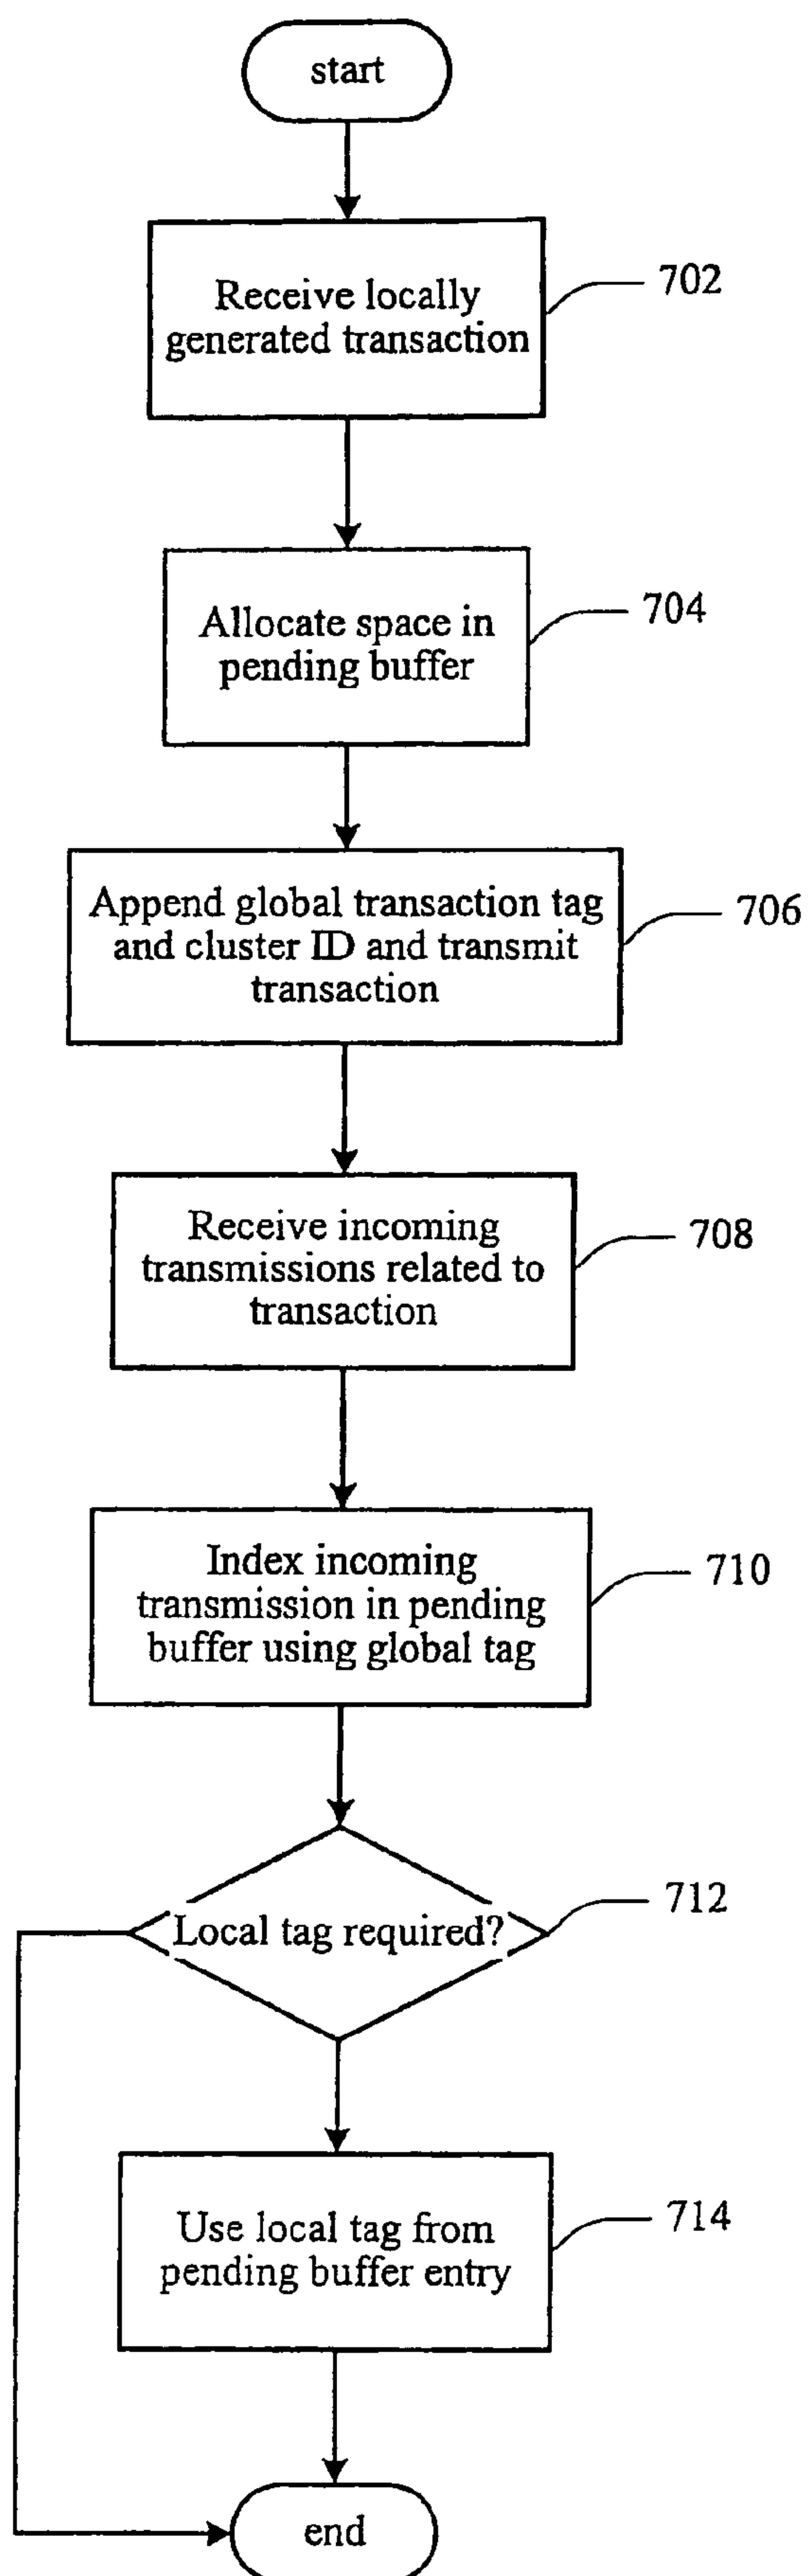 start
Receive locally
generated transaction
702
Allocate space in
pending buffer
704
Append global transaction tag
and cluster ID and transmit
transaction
706
Receive incoming
transmissions related to
transaction
708
Index incoming
transmission in pending
buffer using global tag
710
Local tag required?
712
Use local tag from
pending buffer entry
714
end